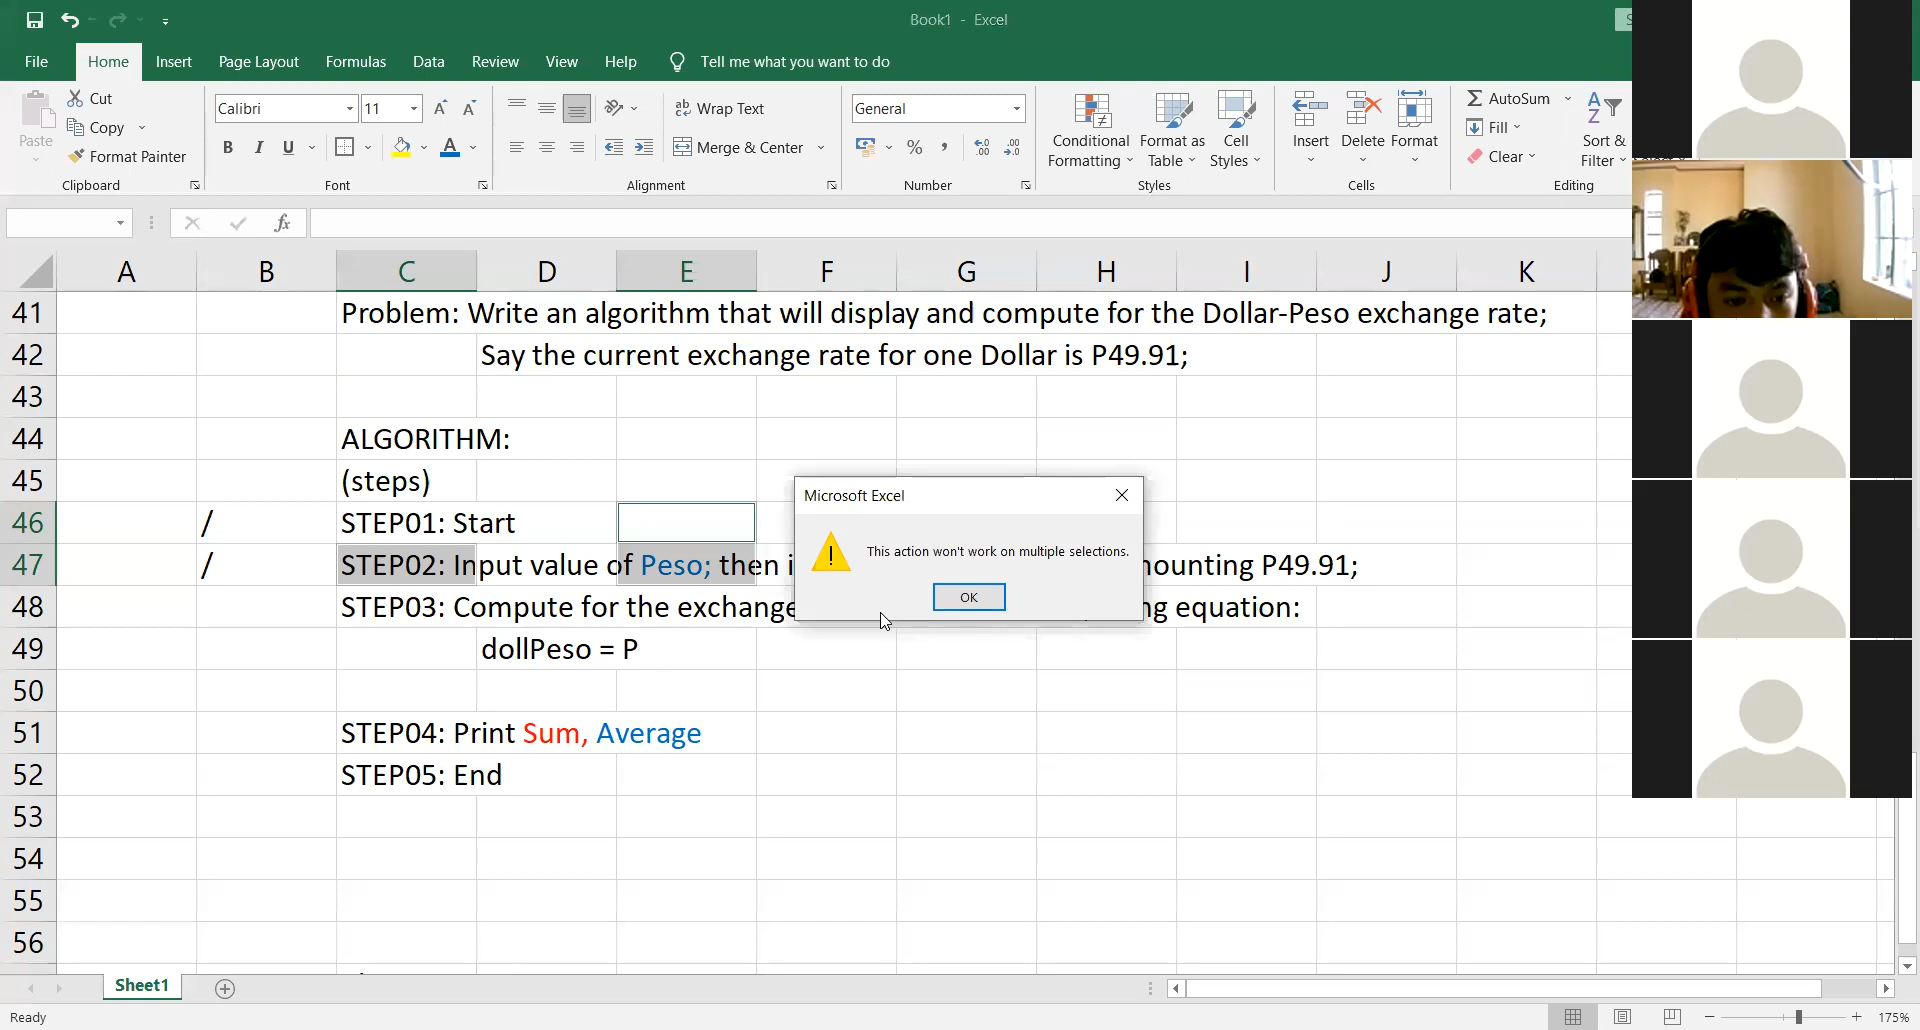 Book1 - Excel
File Home Insert Page Layout Formulas Data Review View Help Tell me what you want to do
Paste
Cut
Copy
Format Painter
Clipboard
Calibri 11 A A
B I U A
Font
ab Wrap Text
Merge & Center
Alignment
General
% , .0 .00
Number
Conditional Formatting
Format as Table
Cell Styles
Styles
Insert
Delete
Format
Cells
AutoSum
Fill
Clear
Sort & Filter
Editing
fx
A B C D E F G H I J K
41 Problem: Write an algorithm that will display and compute for the Dollar-Peso exchange rate;
42 Say the current exchange rate for one Dollar is P49.91;
43
44 ALGORITHM:
45 (steps)
46 / STEP01: Start
47 / STEP02: Input value of Peso; then P49.91;
48 STEP03: Compute for the exchange equation:
49 dollPeso = P
50
51 STEP04: Print Sum, Average
52 STEP05: End
53
54
55
56
Microsoft Excel
This action won't work on multiple selections.
OK
Sheet1
Ready
175%